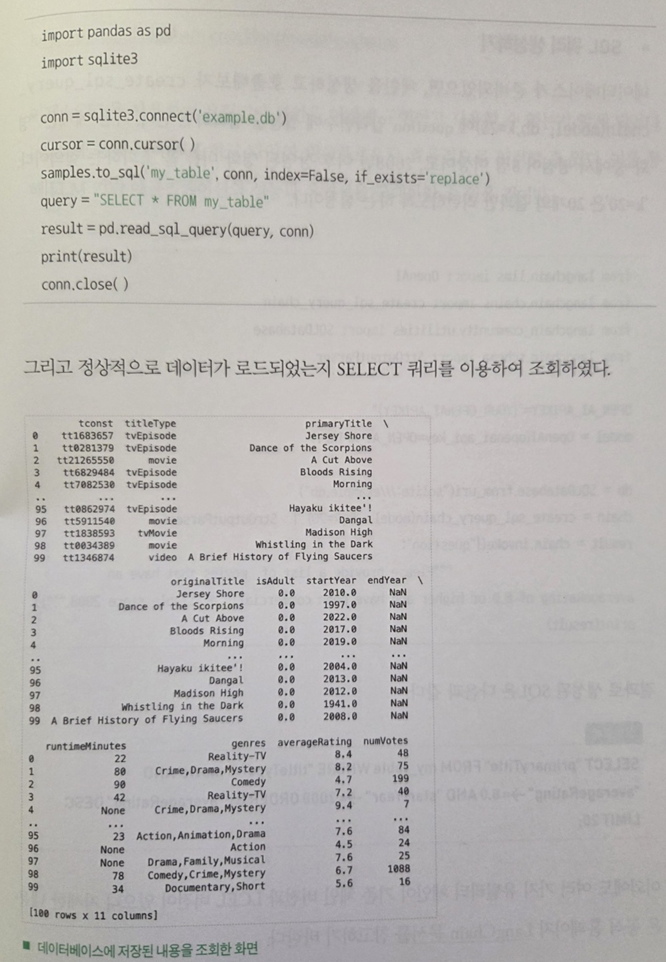 import pandas as pd
import sqlite3
conn = sqlite3.connect('example.db')
cursor = conn.cursor( )
samples.to_sql('my_table', conn, index=False, if_exists='replace')
query = "SELECT * FROM my_table"
result = pd.read_sql_query(query, conn)
print(result)
conn.close( )
그리고 정상적으로 데이터가 로드되었는지 SELECT 쿼리를 이용하여 조회하였다.
tconst titleType primaryTitle \
0 tt1683657 tvEpisode Jersey Shore
1 tt0281379 tvEpisode Dance of the Scorpions
2 tt21265550 movie A Cut Above
3 tt6829484 tvEpisode Bloods Rising
4 tt7082530 tvEpisode Morning
.. ... ... ...
95 tt0862974 tvEpisode Hayaku ikitee'!
96 tt5911540 movie Dangal
97 tt1838593 tvMovie Madison High
98 tt0034389 movie Whistling in the Dark
99 tt1346874 video A Brief History of Flying Saucers
originalTitle isAdult startYear endYear \
0 Jersey Shore 0.0 2010.0 NaN
1 Dance of the Scorpions 0.0 1997.0 NaN
2 A Cut Above 0.0 2022.0 NaN
3 Bloods Rising 0.0 2017.0 NaN
4 Morning 0.0 2019.0 NaN
.. ... ... ... ...
95 Hayaku ikitee'! 0.0 2004.0 NaN
96 Dangal 0.0 2013.0 NaN
97 Madison High 0.0 2012.0 NaN
98 Whistling in the Dark 0.0 1941.0 NaN
99 A Brief History of Flying Saucers 0.0 2008.0 NaN
runtimeMinutes genres averageRating numVotes
0 22 Reality-TV 8.4 48
1 80 Crime,Drama,Mystery 8.2 75
2 90 Comedy 4.7 199
3 42 Reality-TV 7.2 40
4 None Crime,Drama,Mystery 9.4
.. ... ... ... ...
95 23 Action,Animation,Drama 7.6 84
96 None Action 4.5 24
97 None Drama,Family,Musical 7.6 25
98 78 Comedy,Crime,Mystery 6.7 1088
99 34 Documentary,Short 5.6 16
[100 rows x 11 columns]
■ 데이터베이스에 저장된 내용을 조회한 화면